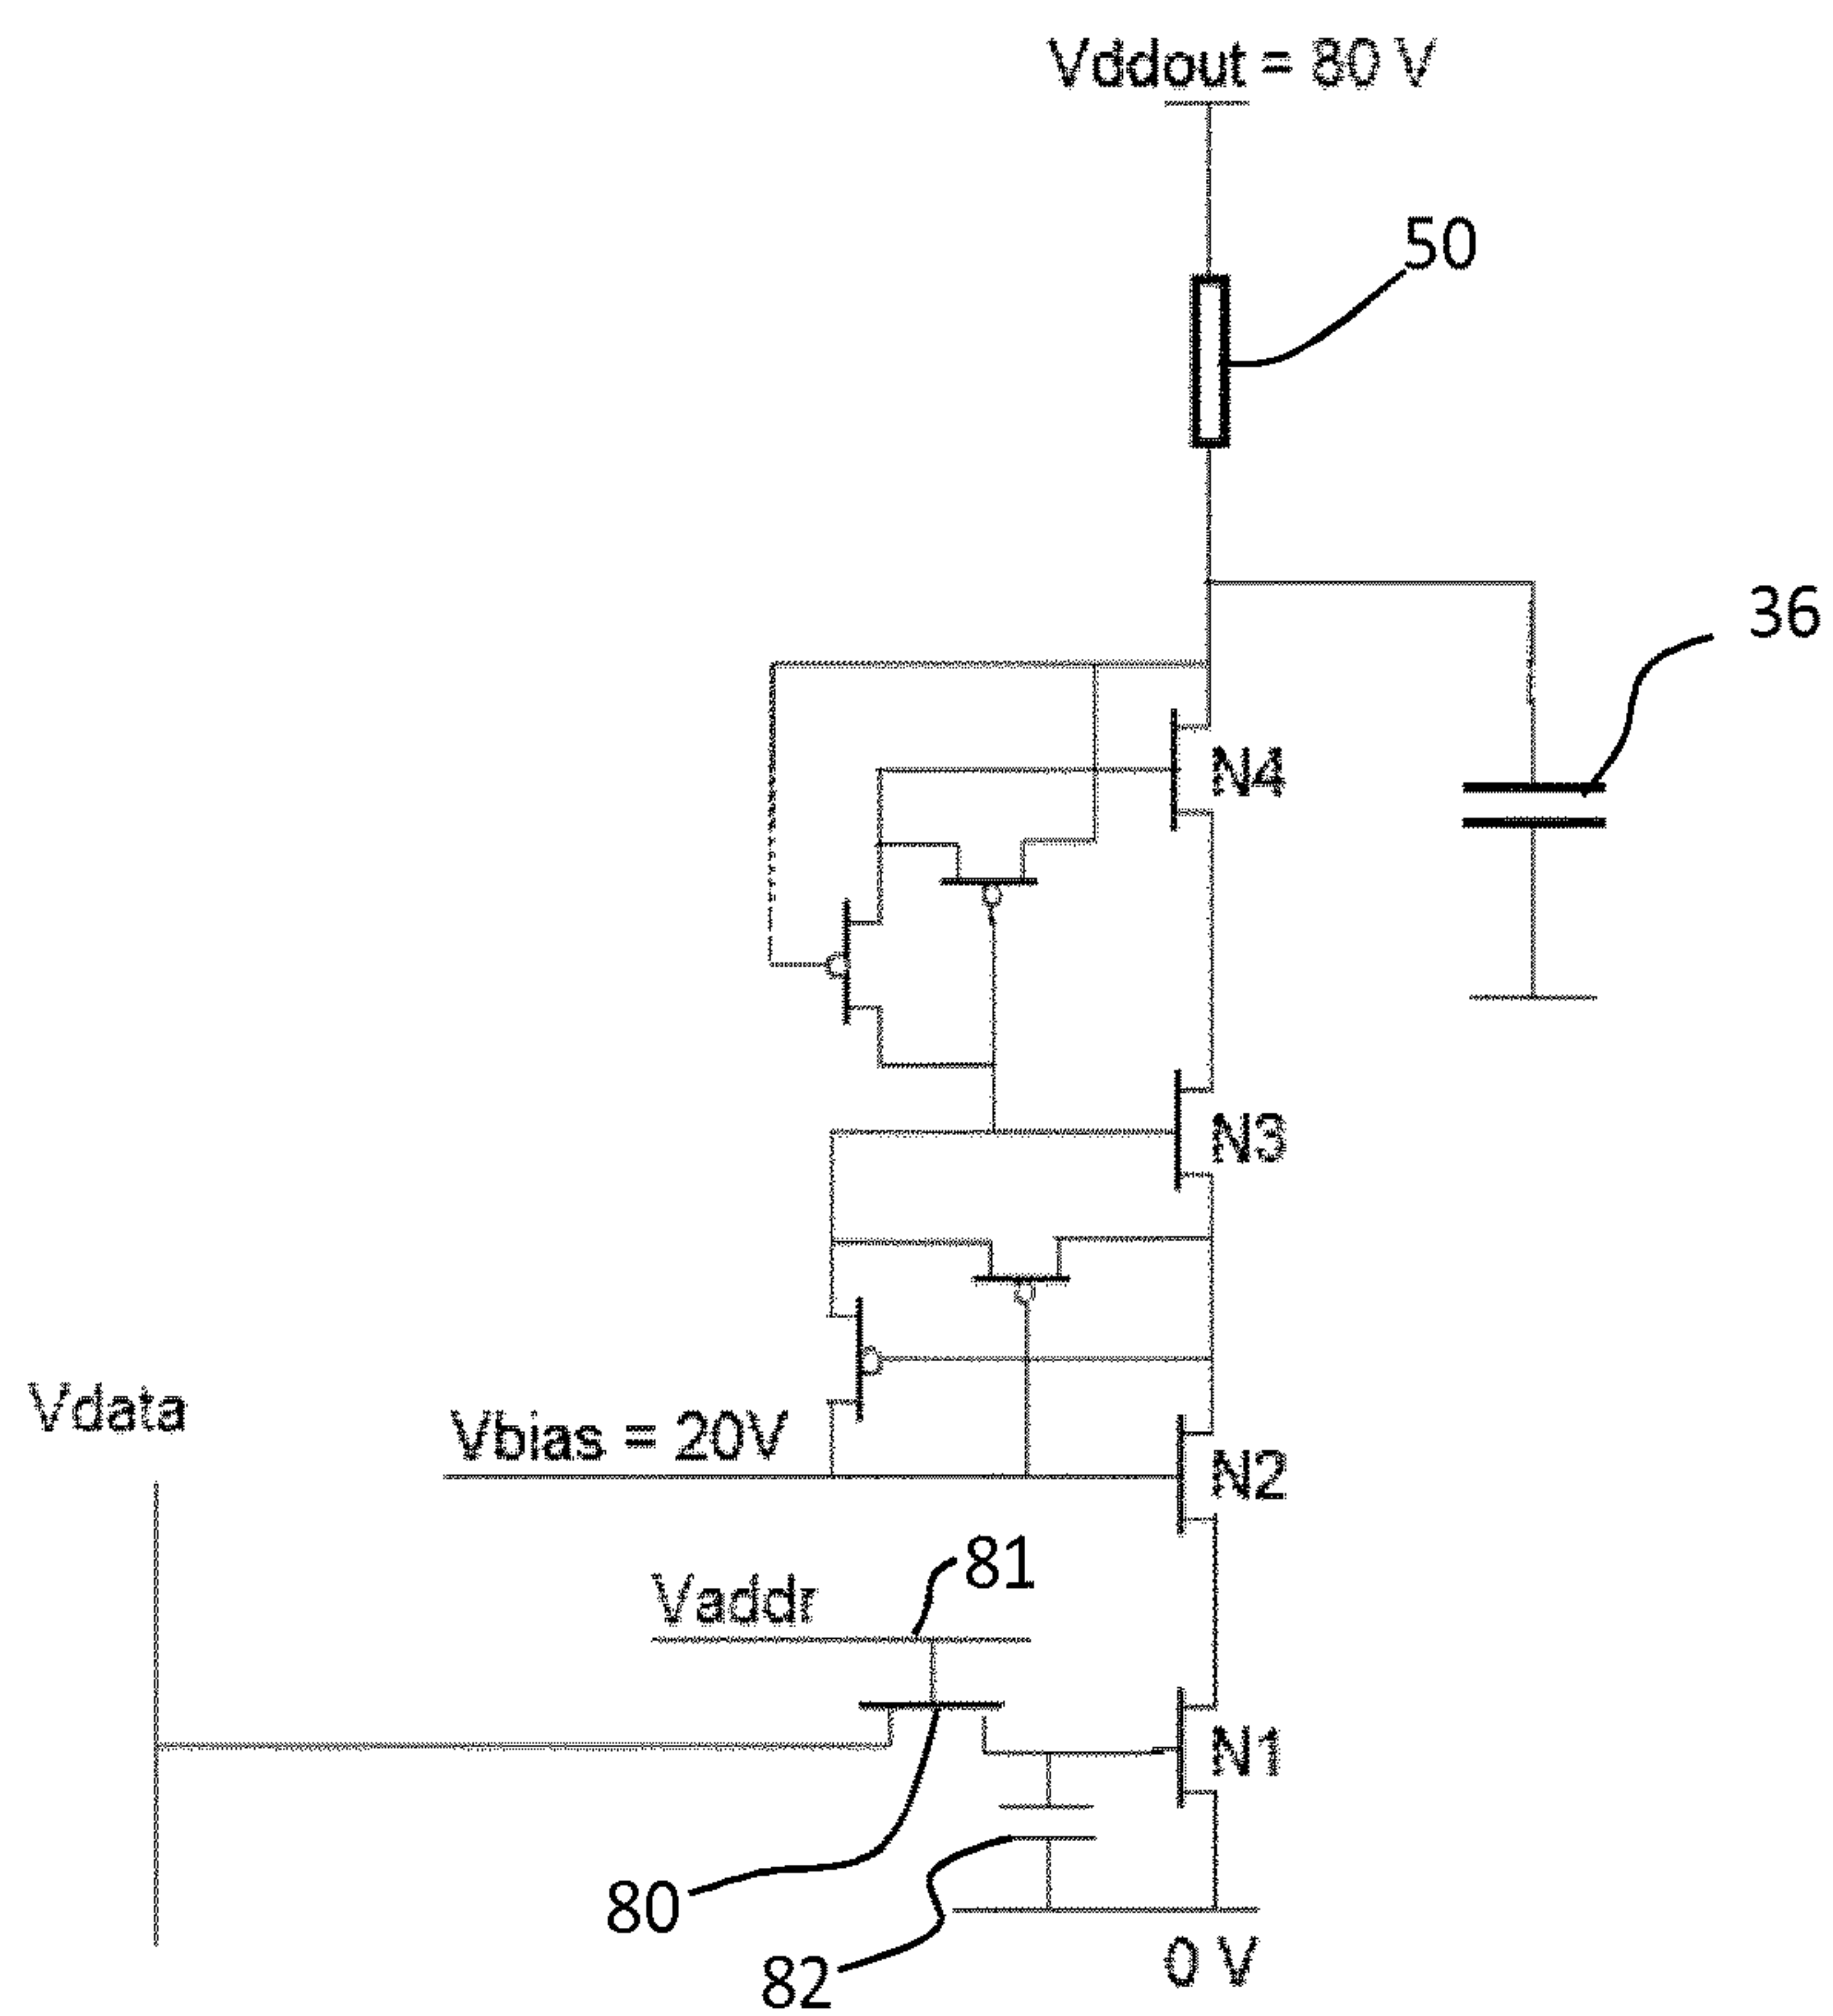 Vddout = 80 V
50
36
N4
N3
Vdata
Vbias = 20V
N2
81
Vaddr
N1
80
82
0 V